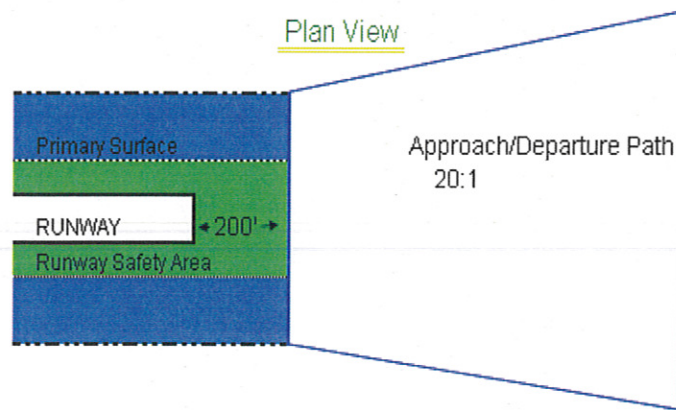 Plan View
Primary Surface
Approach/Departure Path
20:1
RUNWAY
200'
Runway Safety Area